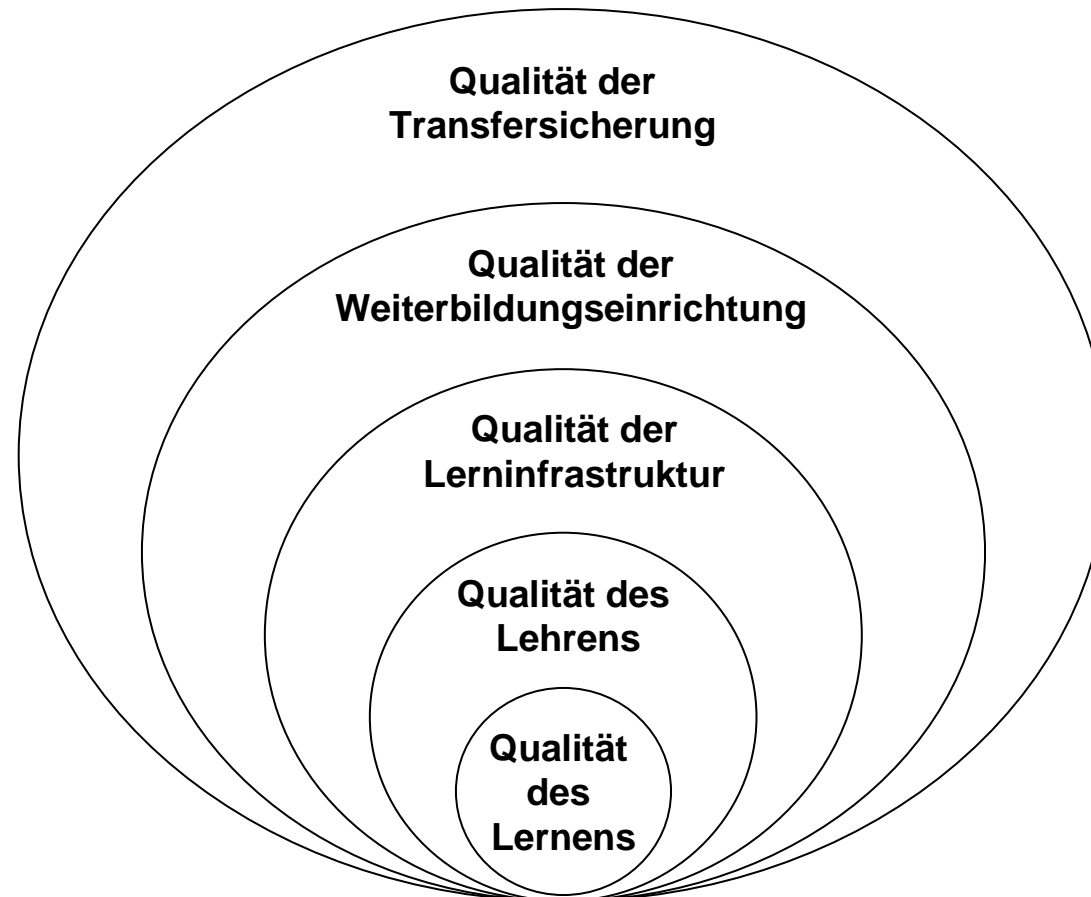 Qualität der
Transfersicherung
Qualität der
Weiterbildungseinrichtung
Qualität der
Lerninfrastruktur
Qualität des
Lehrens
Qualität
des
Lernens